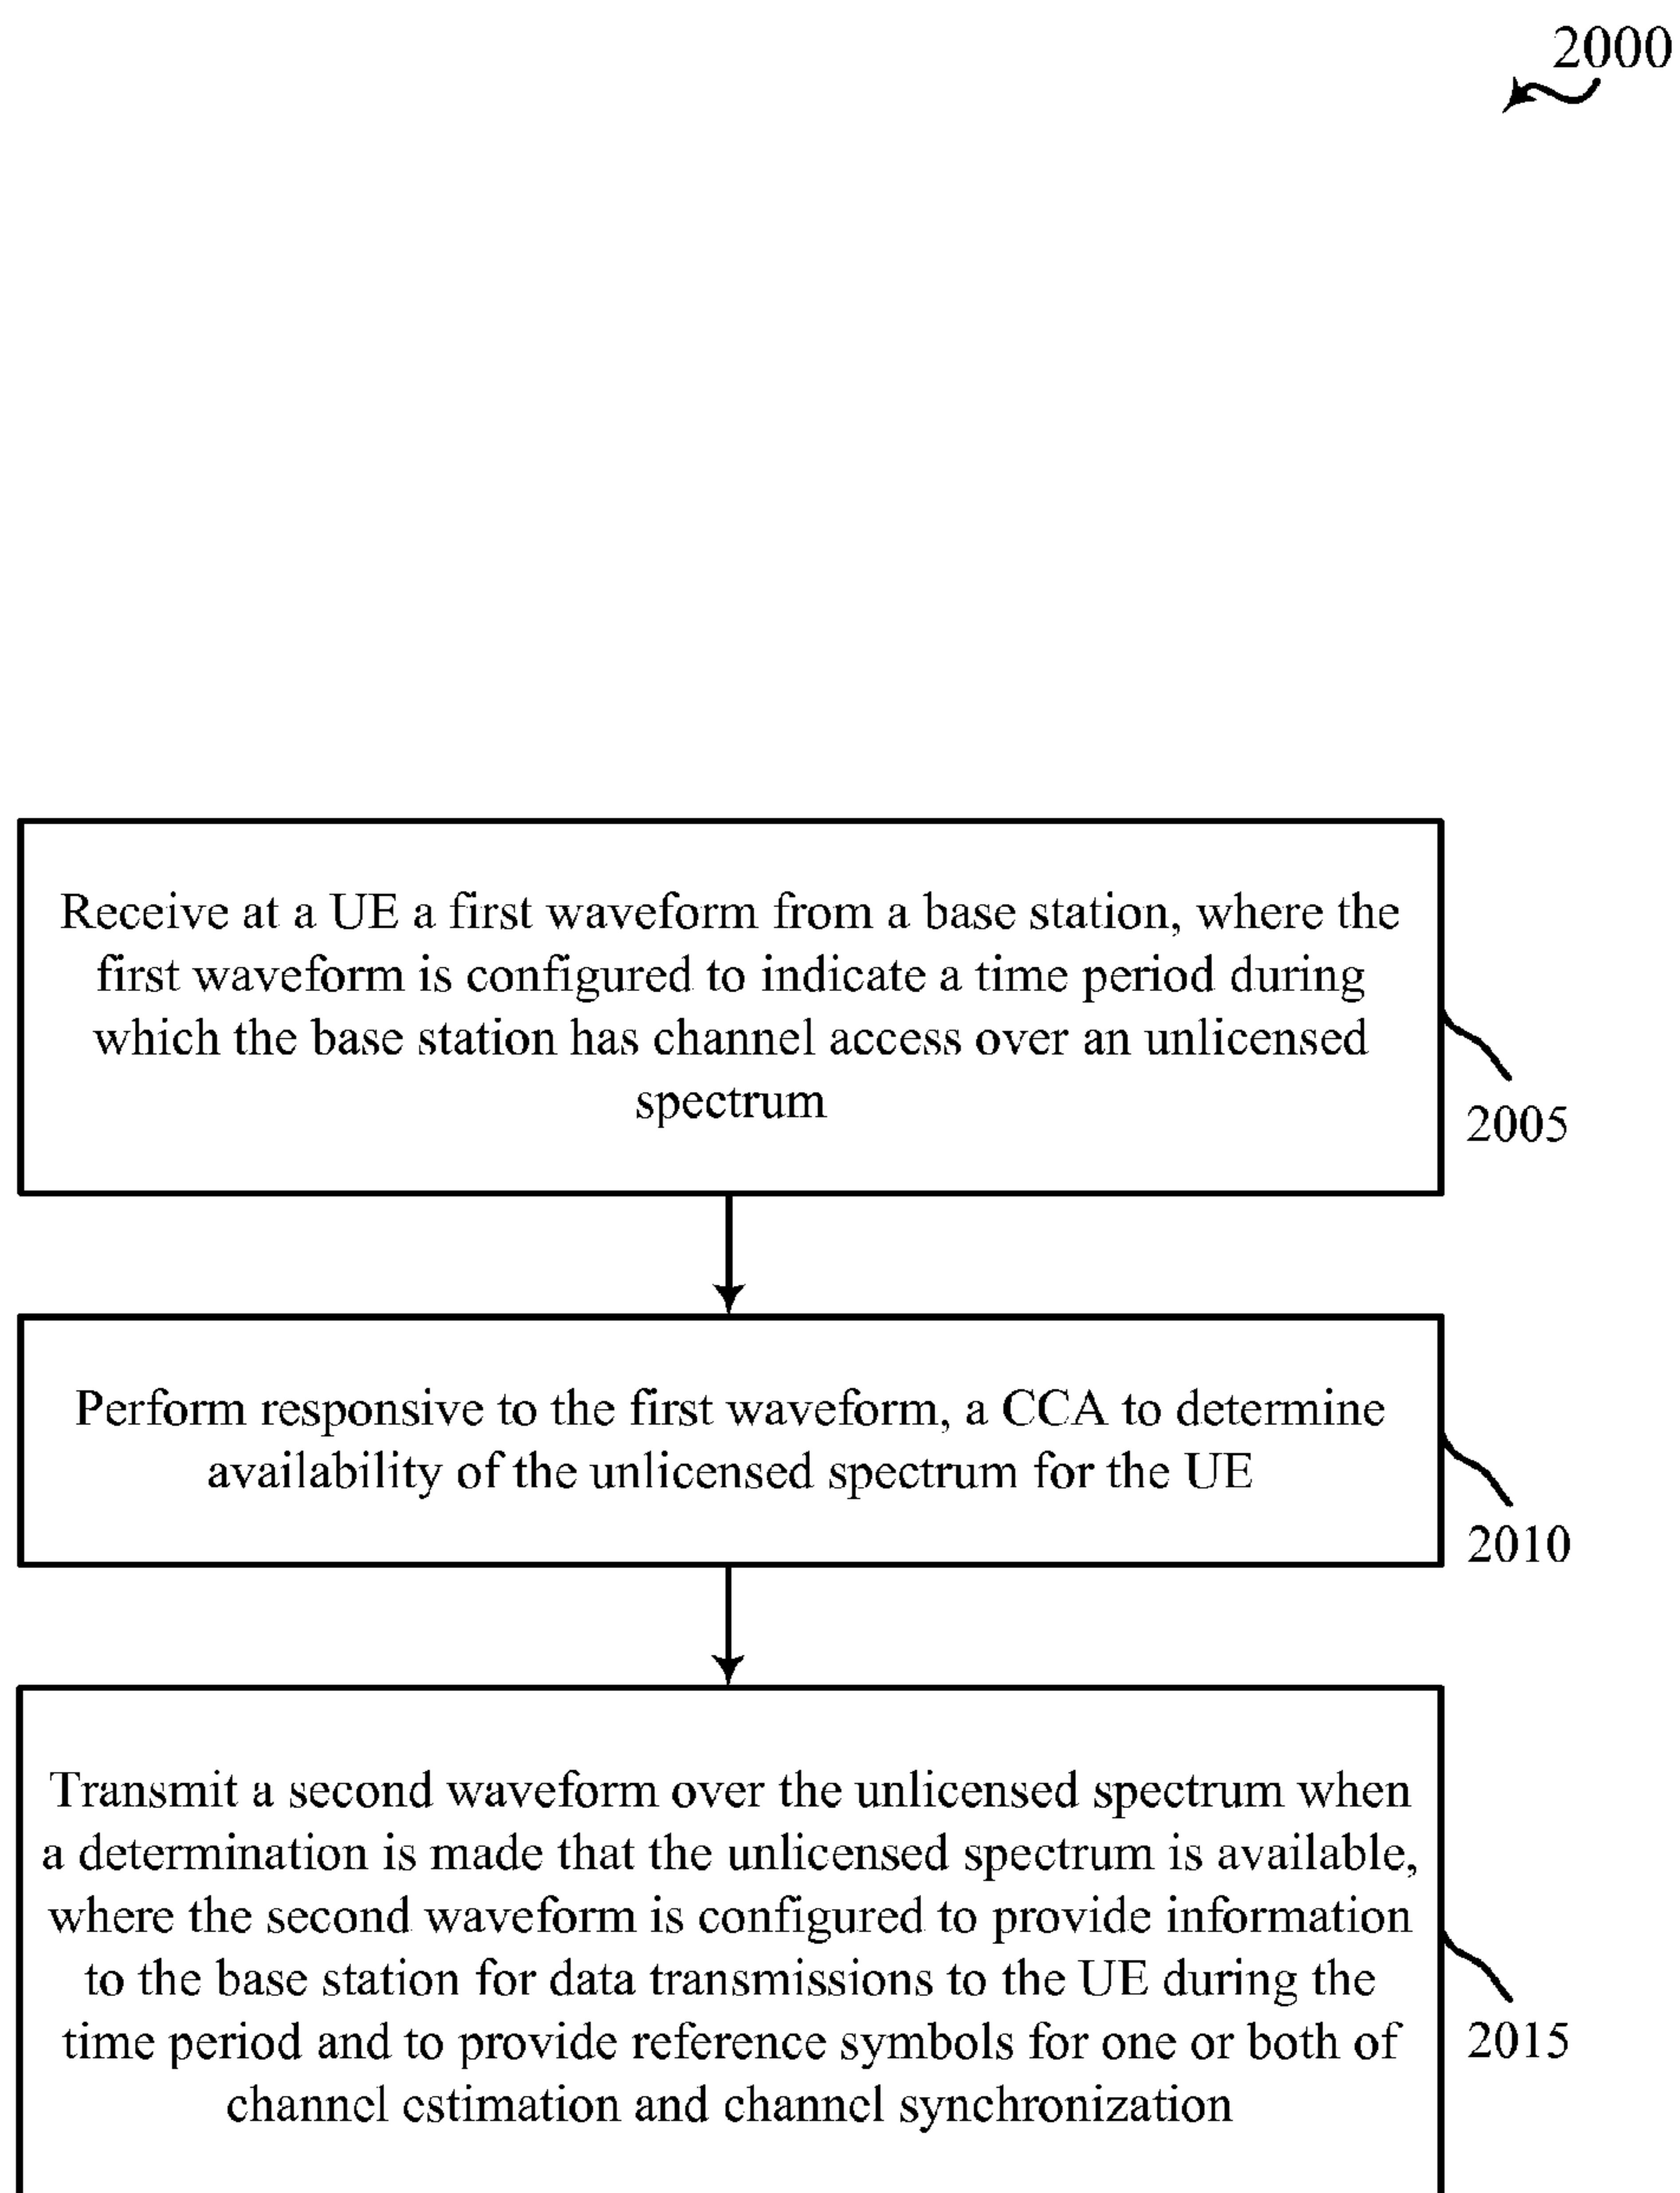 2000
Receive at a UE a first waveform from a base station, where the
first waveform is configured to indicate a time period during
which the base station has channel access over an unlicensed
spectrum
2005
Perform responsive to the first waveform, a CCA to determine
availability of the unlicensed spectrum for the UE
2010
Transmit a second waveform over the unlicensed spectrum when
a determination is made that the unlicensed spectrum is available,
where the second waveform is configured to provide information
to the base station for data transmissions to the UE during the
time period and to provide reference symbols for one or both of
channel estimation and channel synchronization
2015